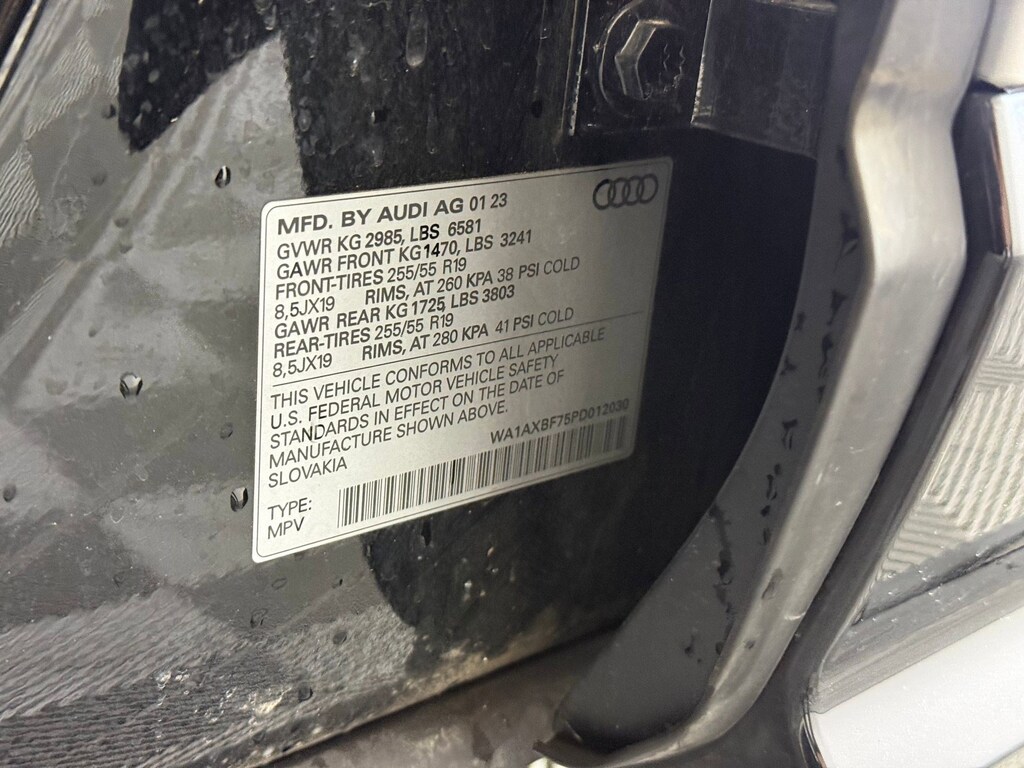 MFD. BY AUDI AG 01 23
GVWR KG 2985, LBS 6581
GAWR FRONT KG1470, LBS 3241
FRONT-TIRES 255/55 R19
8,5JX19 RIMS, AT 260 KPA 38 PSI COLD
GAWR REAR KG 1725, LBS 3803
REAR-TIRES 255/55 R19
8,5JX19 RIMS, AT 280 KPA 41 PSI COLD
THIS VEHICLE CONFORMS TO ALL APPLICABLE
U.S. FEDERAL MOTOR VEHICLE SAFETY
STANDARDS IN EFFECT ON THE DATE OF
MANUFACTURE SHOWN ABOVE.
SLOVAKIA WA1AXBF75PD012030
TYPE:
MPV